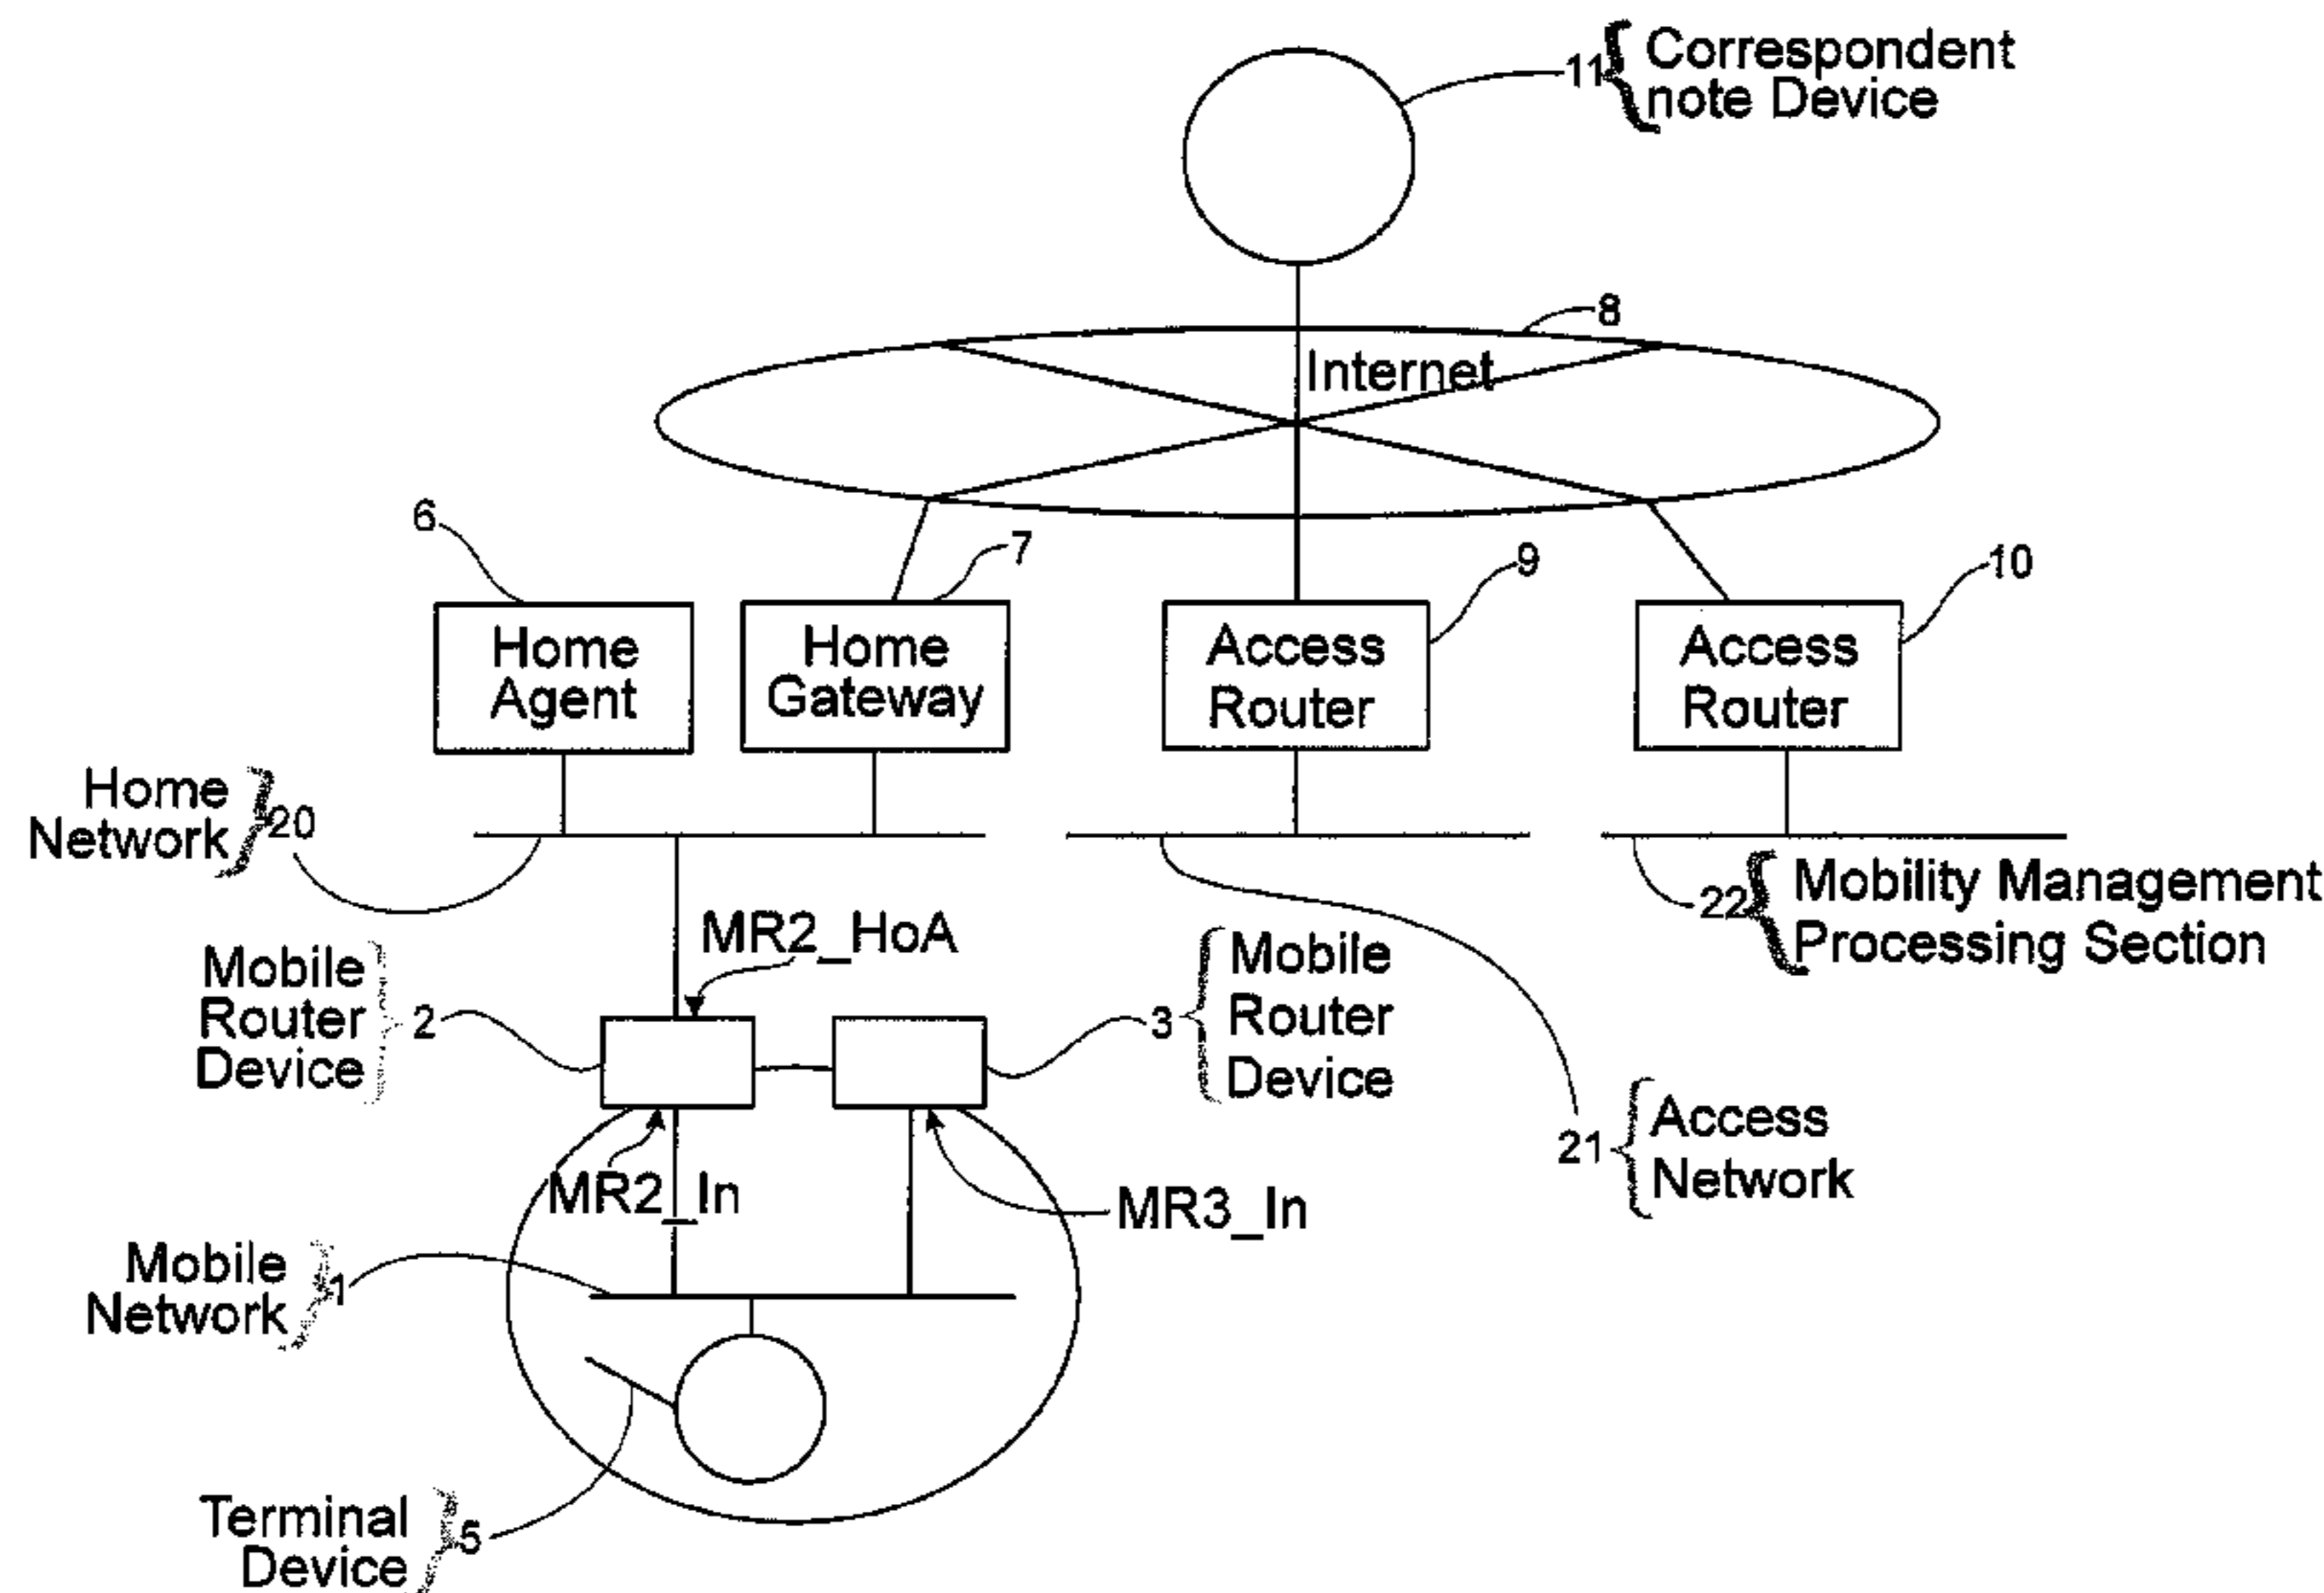 11 Correspondent
note Device
8
Internet
6
7
9
10
Home
Agent
Home
Gateway
Access
Router
Access
Router
Home
Network 20
22 Mobility Management
Processing Section
MR2_HoA
Mobile
Router
Device 2
3 Mobile
Router
Device
21 Access
Network
MR2_In
MR3_In
Mobile
Network 1
Terminal
Device 5